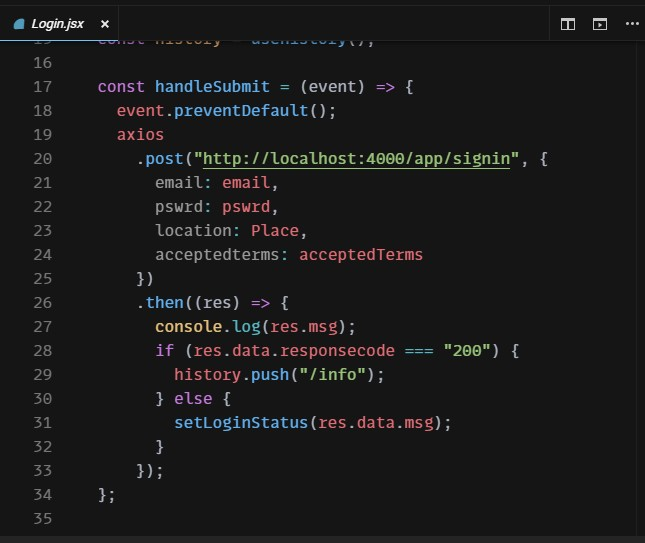 Login.jsx
15 const history = useHistory();
16
17 const handleSubmit = (event) => {
18 event.preventDefault();
19 axios
20 .post("http://localhost:4000/app/signin", {
21 email: email,
22 pswrd: pswrd,
23 location: Place,
24 acceptedterms: acceptedTerms
25 })
26 .then((res) => {
27 console.log(res.msg);
28 if (res.data.responsecode === "200") {
29 history.push("/info");
30 } else {
31 setLoginStatus(res.data.msg);
32 }
33 });
34 };
35